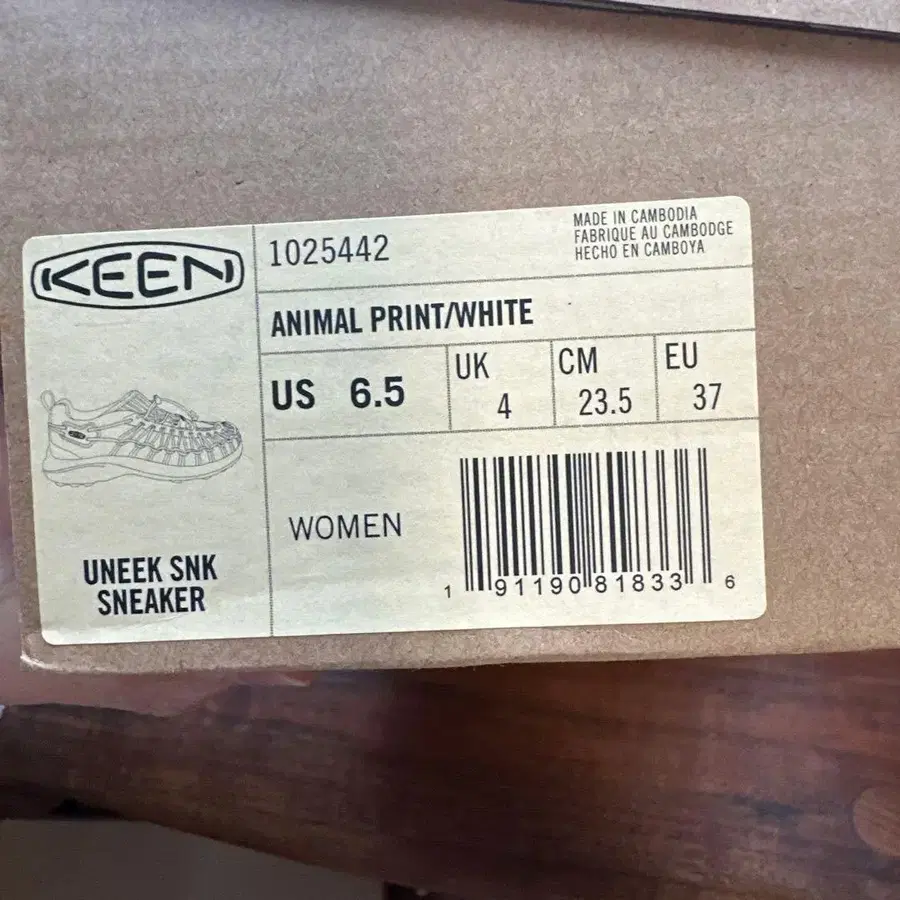 KEEN
1025442
MADE IN CAMBODIA
FABRIQUE AU CAMBODGE
HECHO EN CAMBOYA
ANIMAL PRINT/WHITE
US 6.5
UK 4
CM 23.5
EU 37
KEEN
UNEEK SNK
SNEAKER
WOMEN
1 91190 81833 6